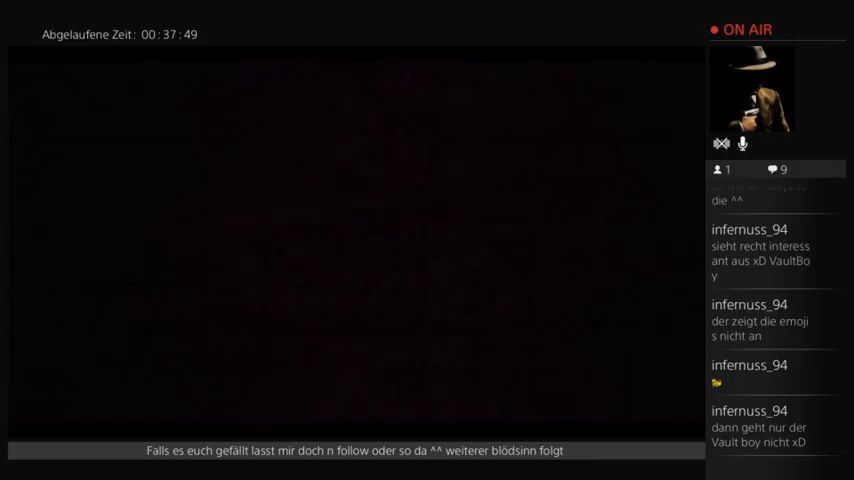 Abgelaufene Zeit: 00:37:49
ON AIR
1
9
die ^^
infernuss_94
sieht recht interess
ant aus xD VaultBo
y
infernuss_94
der zeigt die emoji
s nicht an
infernuss_94
infernuss_94
dann geht nur der
Vault boy nicht xD
Falls es euch gefällt lasst mir doch n follow oder so da ^^ weiterer blödsinn folgt